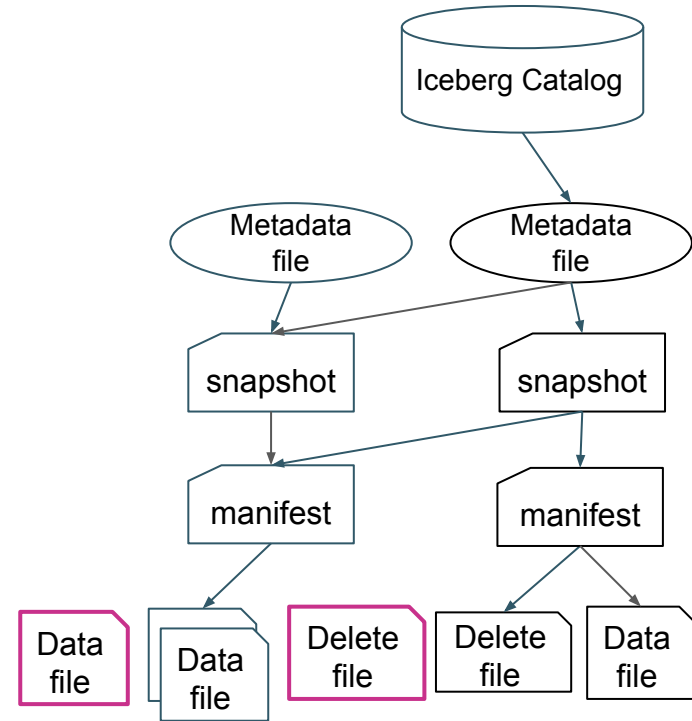 Iceberg Catalog
Metadata
file
Metadata
file
snapshot
snapshot
manifest
manifest
Data
file
Data
file
Delete
file
Delete
file
Data
file